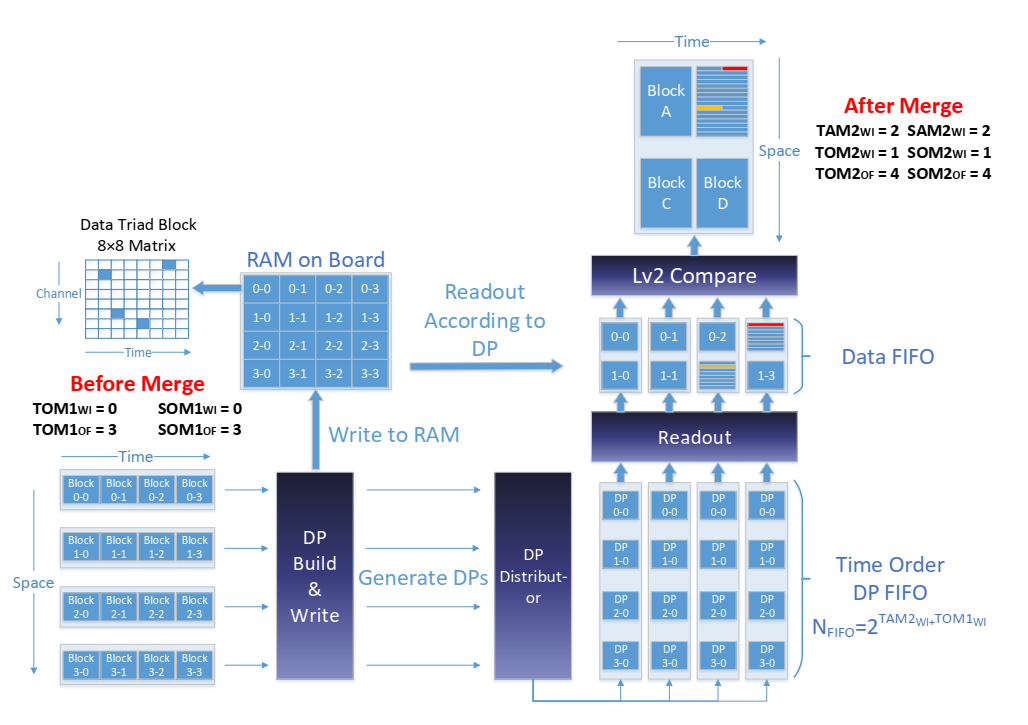 Time
Block
A
Block
C
Block
D
Space
After Merge
TAM2WI = 2 SAM2WI = 2
TOM2WI = 1 SOM2WI = 1
TOM2OF = 4 SOM2OF = 4
Data Triad Block
8×8 Matrix
Channel
Time
RAM on Board
0-0 0-1 0-2 0-3
1-0 1-1 1-2 1-3
2-0 2-1 2-2 2-3
3-0 3-1 3-2 3-3
Readout
According to
DP
Lv2 Compare
0-0 0-1 0-2
1-0 1-1 1-3
Data FIFO
Before Merge
TOM1WI = 0 SOM1WI = 0
TOM1OF = 3 SOM1OF = 3
Write to RAM
Readout
Time
Space
Block Block Block Block
0-0 0-1 0-2 0-3
Block Block Block Block
1-0 1-1 1-2 1-3
Block Block Block Block
2-0 2-1 2-2 2-3
Block Block Block Block
3-0 3-1 3-2 3-3
DP
Build
&
Write
Generate DPs
DP
Distribut-
or
DP DP DP DP
0-0 0-0 0-0 0-0
DP DP DP DP
1-0 1-0 1-0 1-0
DP DP DP DP
2-0 2-0 2-0 2-0
DP DP DP DP
3-0 3-0 3-0 3-0
Time Order
DP FIFO
NFIFO=2TAM2WI+TOM1WI